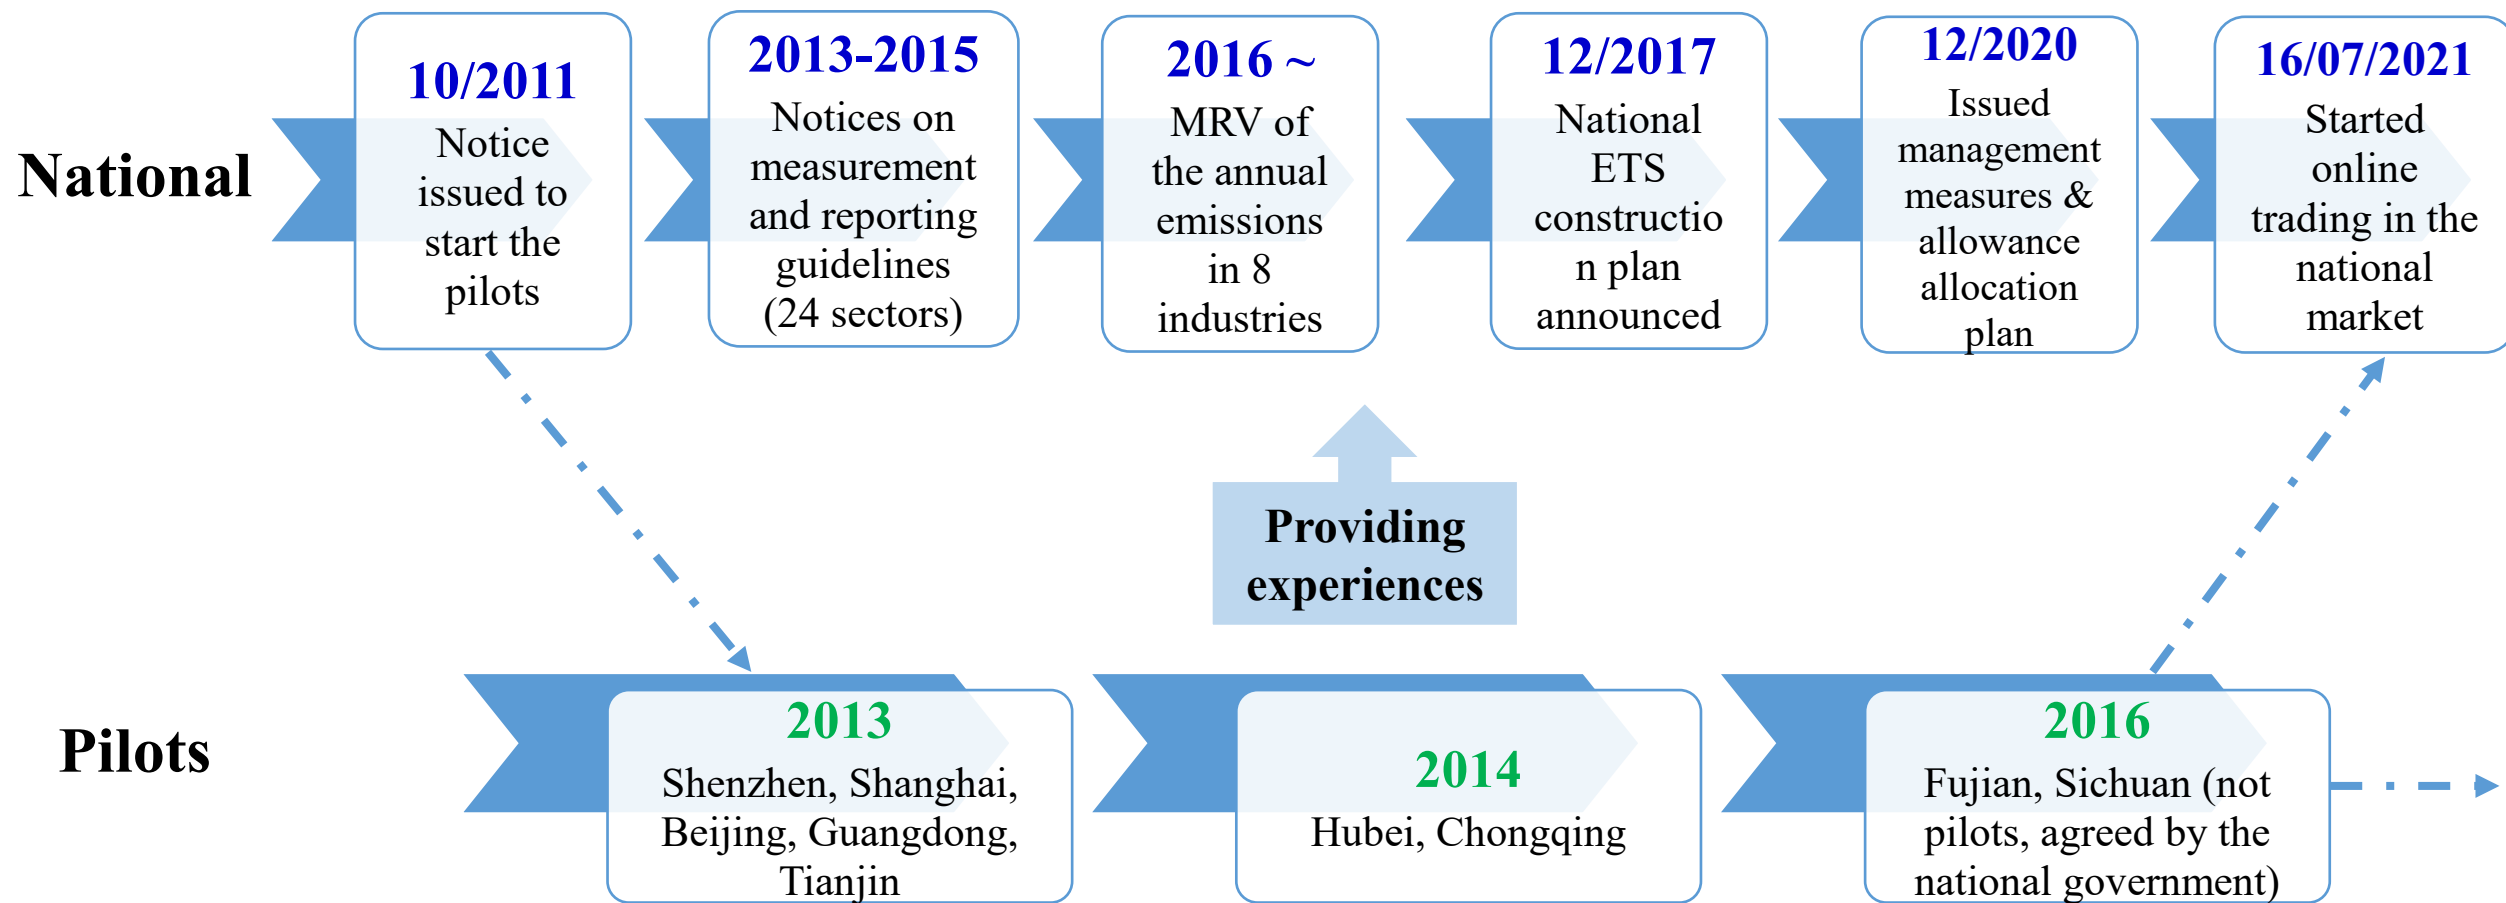 National
10/2011
Notice
issued to
start the
pilots
2013-2015
Notices on
measurement
and reporting
guidelines
(24 sectors)
2016 ~
MRV of
the annual
emissions
in 8
industries
12/2017
National
ETS
constructio
n plan
announced
12/2020
Issued
management
measures &
allowance
allocation
plan
16/07/2021
Started
online
trading in the
national
market
Providing
experiences
Pilots
2013
Shenzhen, Shanghai,
Beijing, Guangdong,
Tianjin
2014
Hubei, Chongqing
2016
Fujian, Sichuan (not
pilots, agreed by the
national government)